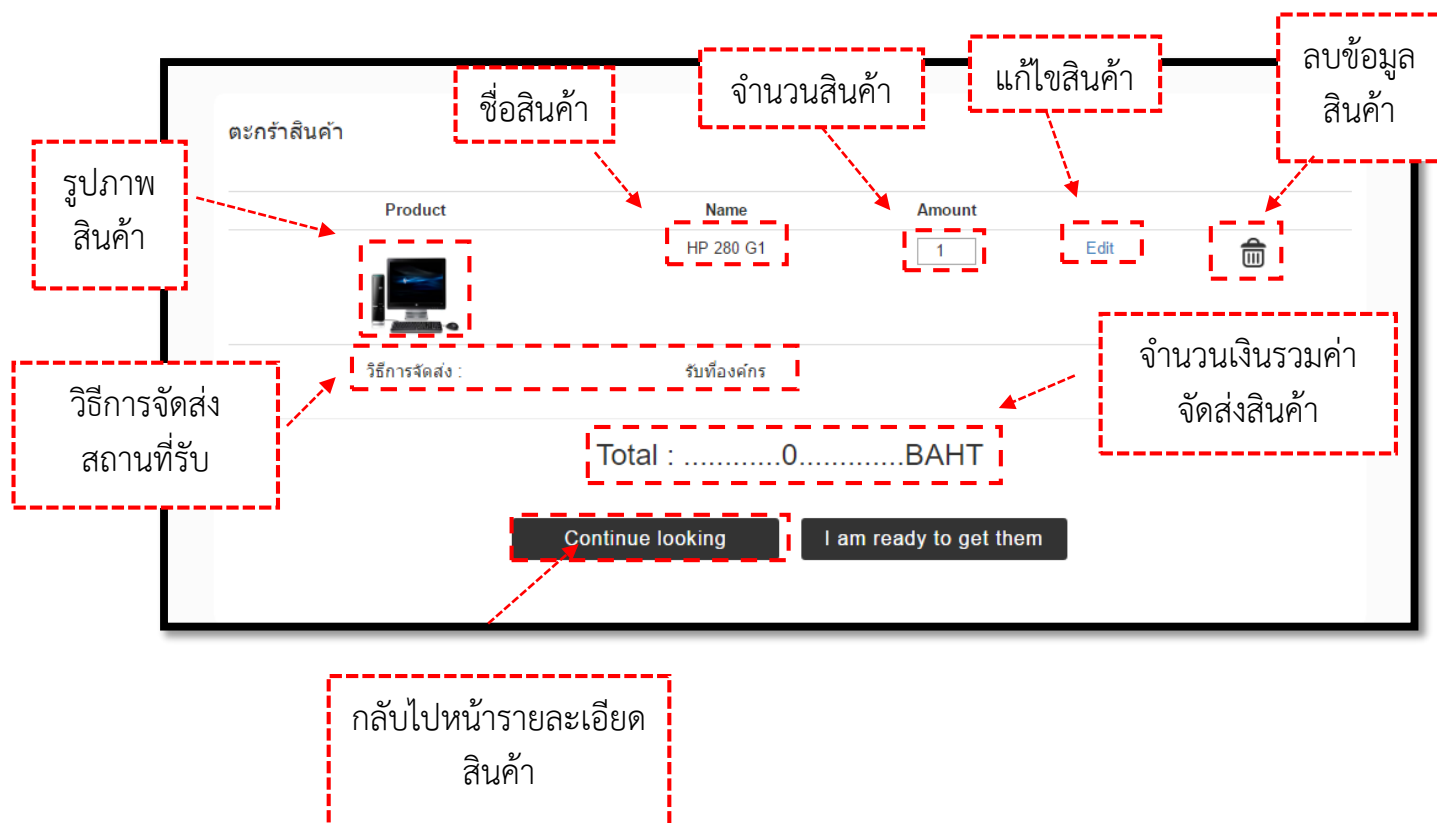 ลบข้อมูล
สินค้า
แก้ไขสินค้า
จำนวนสินค้า
ชื่อสินค้า
ตะกร้าสินค้า
รูปภาพ
สินค้า
Product Name Amount
HP 280 G1 1 Edit
วิธีการจัดส่ง : รับที่องค์กร
จำนวนเงินรวมค่า
จัดส่งสินค้า
วิธีการจัดส่ง
สถานที่รับ
Total : ............0.............BAHT
Continue looking I am ready to get them
กลับไปหน้ารายละเอียด
สินค้า